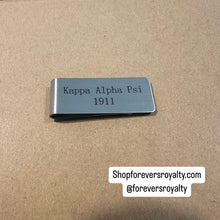 Kappa Alpha Psi
1911
Shopforeversroyalty.com
@foreversroyalty